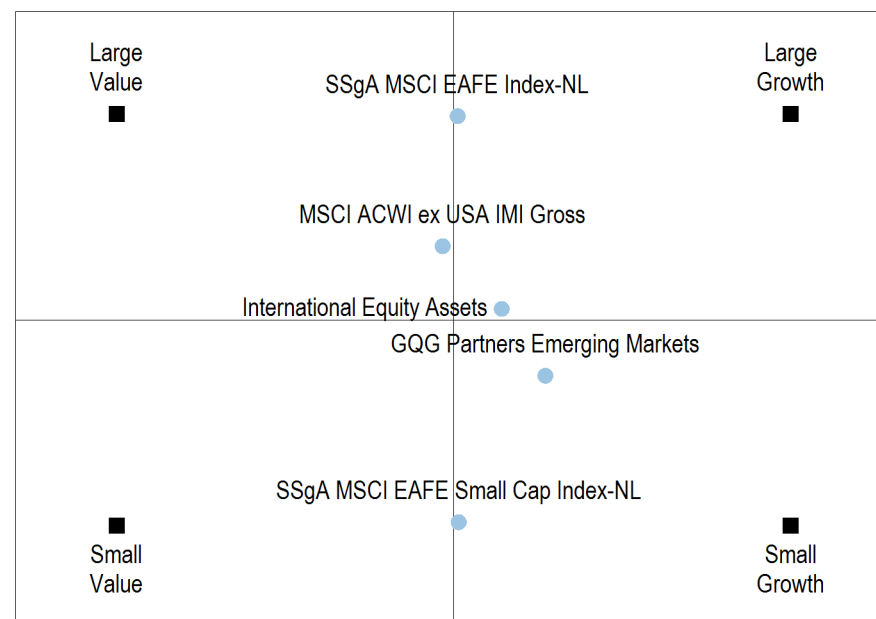 Large
Value
SSgA MSCI EAFE Index-NL
Large
Growth
MSCI ACWI ex USA IMI Gross
International Equity Assets
GQG Partners Emerging Markets
SSgA MSCI EAFE Small Cap Index-NL
Small
Value
Small
Growth